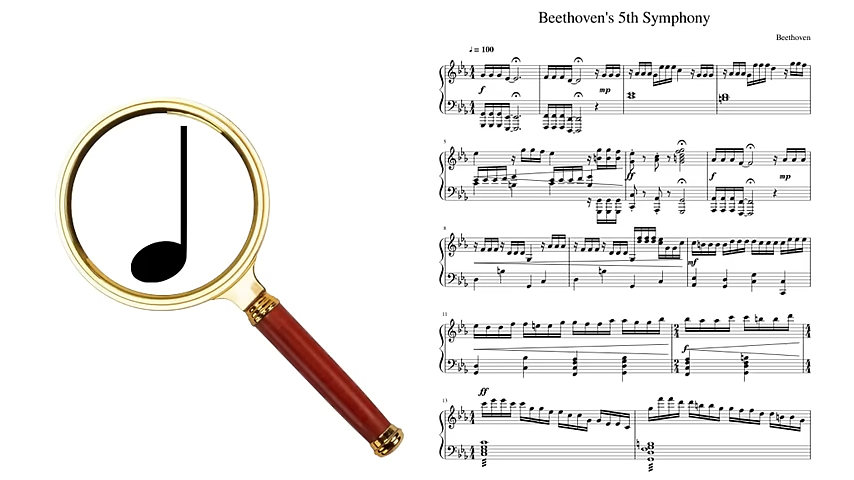 Beethoven's 5th Symphony
Beethoven
♩ = 100
f
mp
5
ff
f
mp
8
mf
11
f
ff
13